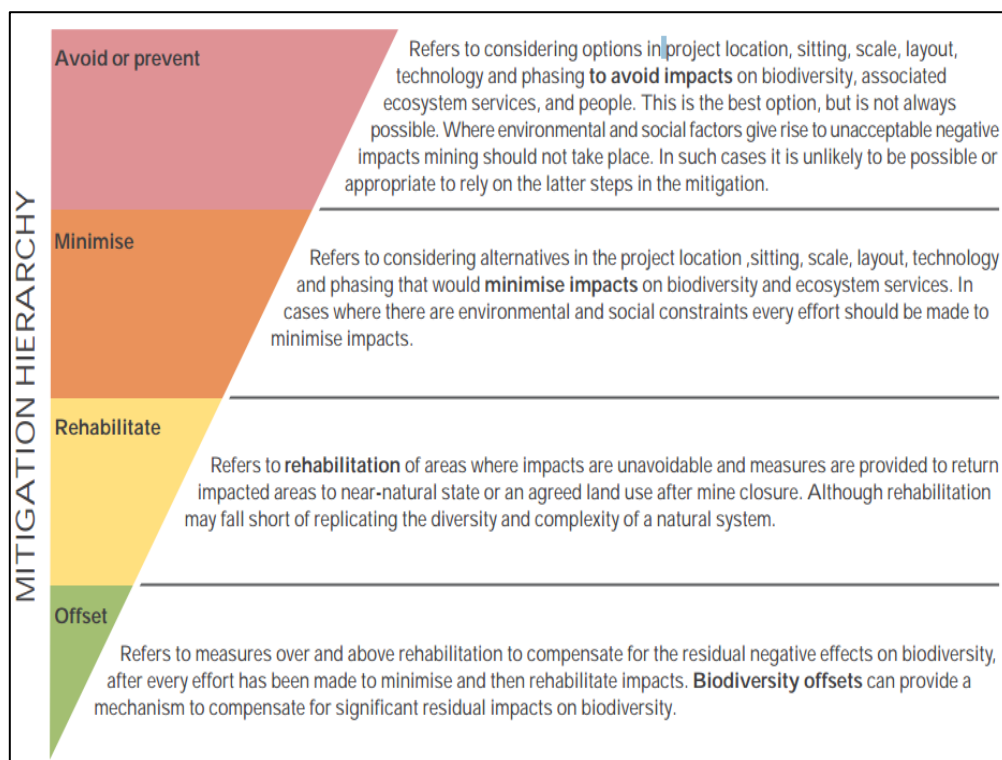 MITIGATION HIERARCHY
Avoid or prevent
Refers to considering options in project location, sitting, scale, layout,
technology and phasing to avoid impacts on biodiversity, associated
ecosystem services, and people. This is the best option, but is not always
possible. Where environmental and social factors give rise to unacceptable negative
impacts mining should not take place. In such cases it is unlikely to be possible or
appropriate to rely on the latter steps in the mitigation.
Minimise
Refers to considering alternatives in the project location ,sitting, scale, layout, technology
and phasing that would minimise impacts on biodiversity and ecosystem services. In
cases where there are environmental and social constraints every effort should be made to
minimise impacts.
Rehabilitate
Refers to rehabilitation of areas where impacts are unavoidable and measures are provided to return
impacted areas to near-natural state or an agreed land use after mine closure. Although rehabilitation
may fall short of replicating the diversity and complexity of a natural system.
Offset
Refers to measures over and above rehabilitation to compensate for the residual negative effects on biodiversity,
after every effort has been made to minimise and then rehabilitate impacts. Biodiversity offsets can provide a
mechanism to compensate for significant residual impacts on biodiversity.